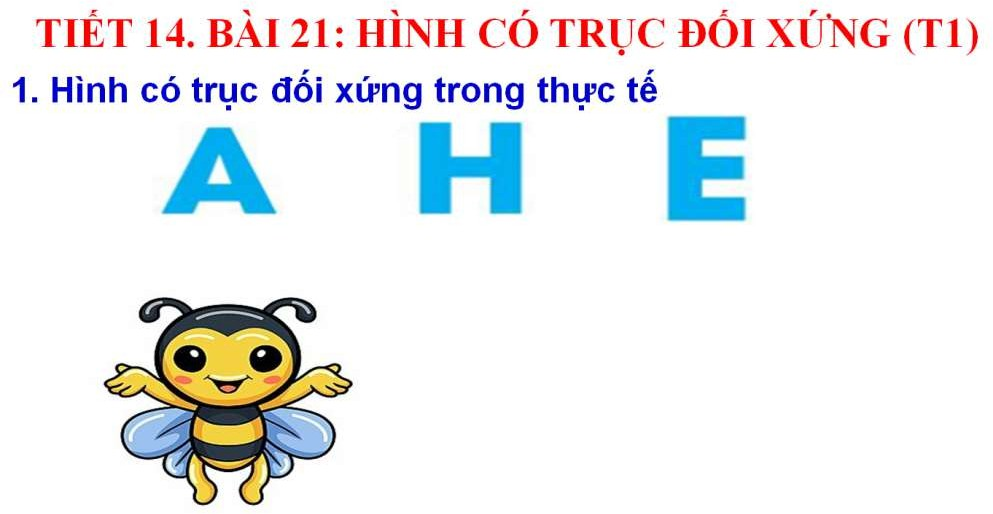 TIẾT 14. BÀI 21: HÌNH CÓ TRỤC ĐỐI XỨNG (T1)
1. Hình có trục đối xứng trong thực tế
A H E